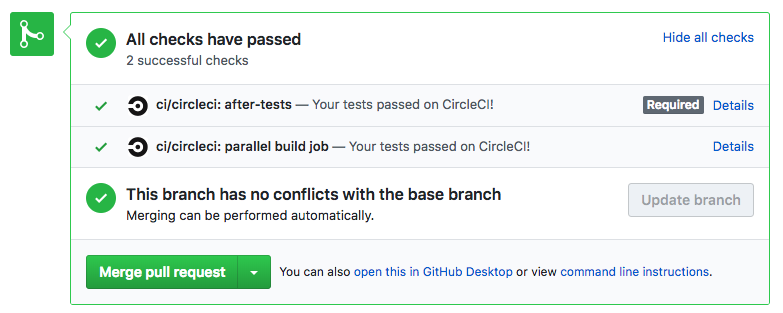 All checks have passed
Hide all checks
2 successful checks
ci/circleci: after-tests — Your tests passed on CircleCI!
Required
Details
ci/circleci: parallel build job — Your tests passed on CircleCI!
Details
This branch has no conflicts with the base branch
Merging can be performed automatically.
Update branch
Merge pull request
You can also open this in GitHub Desktop or view command line instructions.